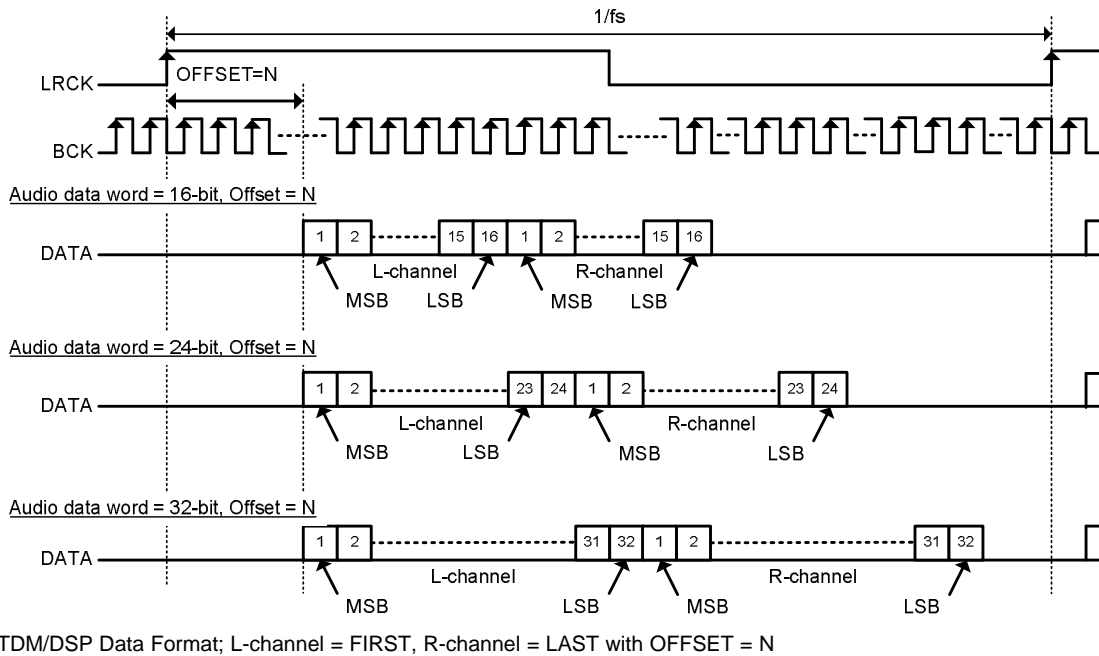 1/fs
LRCK
OFFSET=N
BCK
Audio data word = 16-bit, Offset = N
DATA
1 2 15 16 1 2 15 16
L-channel R-channel
MSB LSB MSB LSB
Audio data word = 24-bit, Offset = N
DATA
1 2 23 24 1 2 23 24
L-channel R-channel
MSB LSB MSB LSB
Audio data word = 32-bit, Offset = N
DATA
1 2 31 32 1 2 31 32
L-channel R-channel
MSB LSB MSB LSB
TDM/DSP Data Format; L-channel = FIRST, R-channel = LAST with OFFSET = N